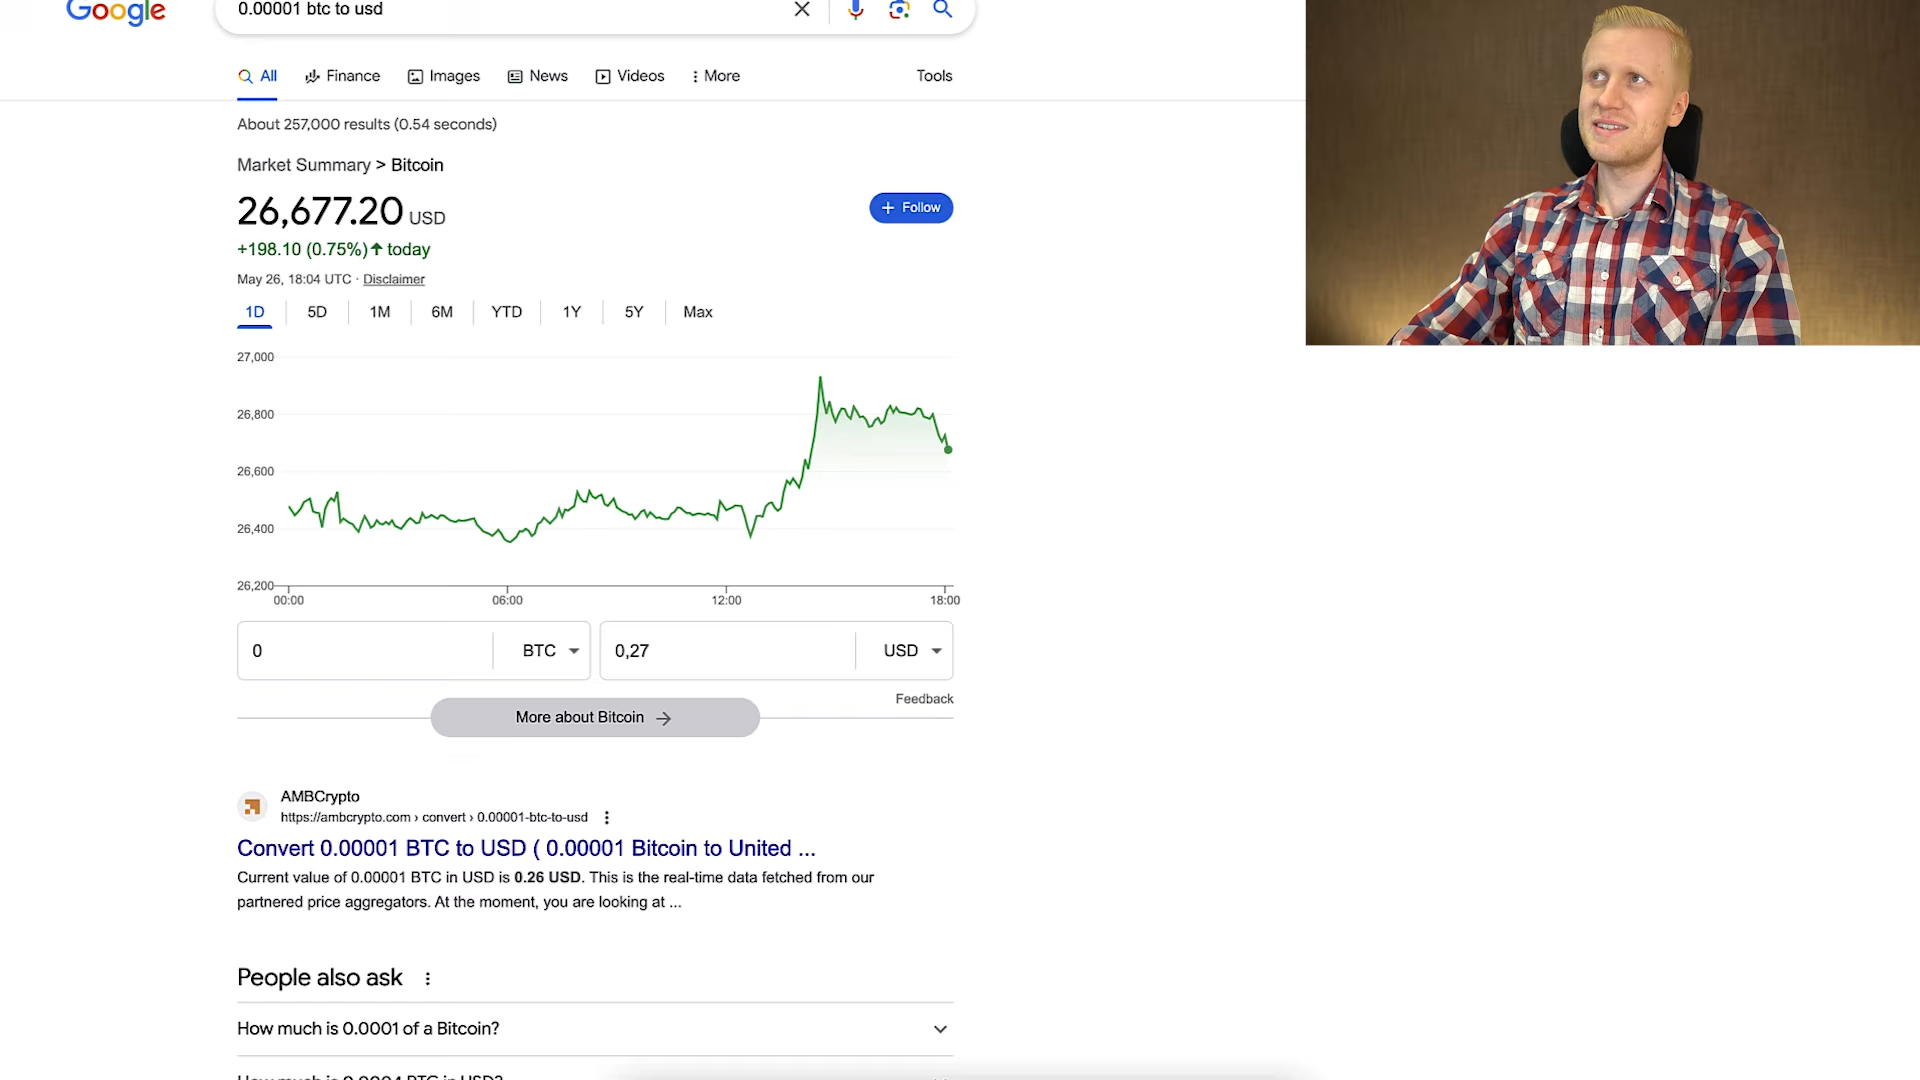 Google
0.00001 btc to usd
All Finance Images News Videos More Tools
About 257,000 results (0.54 seconds)
Market Summary > Bitcoin
26,677.20 USD
+ Follow
+198.10 (0.75%) ↑ today
May 26, 18:04 UTC · Disclaimer
1D 5D 1M 6M YTD 1Y 5Y Max
27,000
26,800
26,600
26,400
26,200
00:00 06:00 12:00 18:00
0 BTC 0,27 USD
Feedback
More about Bitcoin →
AMBCrypto
https://ambcrypto.com › convert › 0.00001-btc-to-usd
Convert 0.00001 BTC to USD ( 0.00001 Bitcoin to United ...
Current value of 0.00001 BTC in USD is 0.26 USD. This is the real-time data fetched from our
partnered price aggregators. At the moment, you are looking at ...
People also ask
How much is 0.0001 of a Bitcoin?